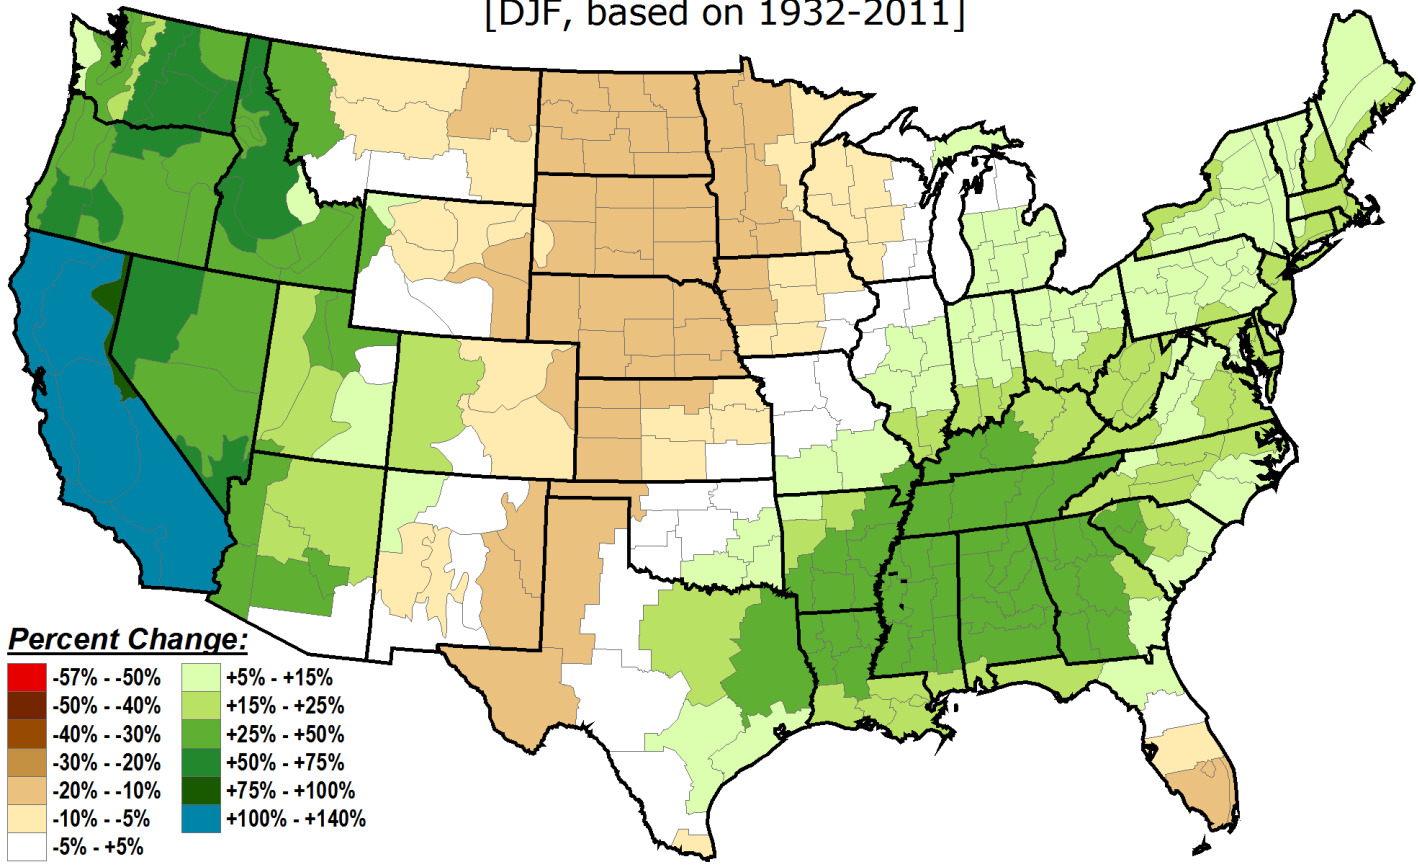 [DJF, based on 1932-2011]
Percent Change:
-57% - -50%
-50% - -40%
-40% - -30%
-30% - -20%
-20% - -10%
-10% - -5%
-5% - +5%
+5% - +15%
+15% - +25%
+25% - +50%
+50% - +75%
+75% - +100%
+100% - +140%